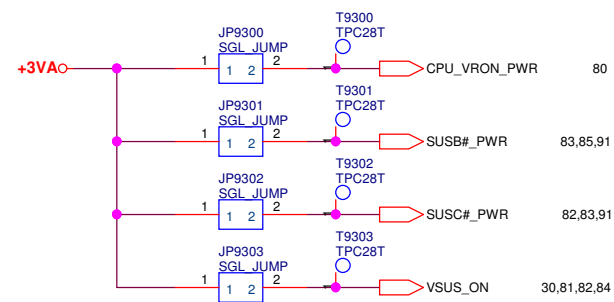 JP9300
SGL_JUMP
T9300
TPC28T
+3VA
1
1 2
2
CPU_VRON_PWR
80
JP9301
SGL_JUMP
T9301
TPC28T
1
1 2
2
SUSB#_PWR
83,85,91
JP9302
SGL_JUMP
T9302
TPC28T
1
1 2
2
SUSC#_PWR
82,83,91
JP9303
SGL_JUMP
T9303
TPC28T
1
1 2
2
VSUS_ON
30,81,82,84